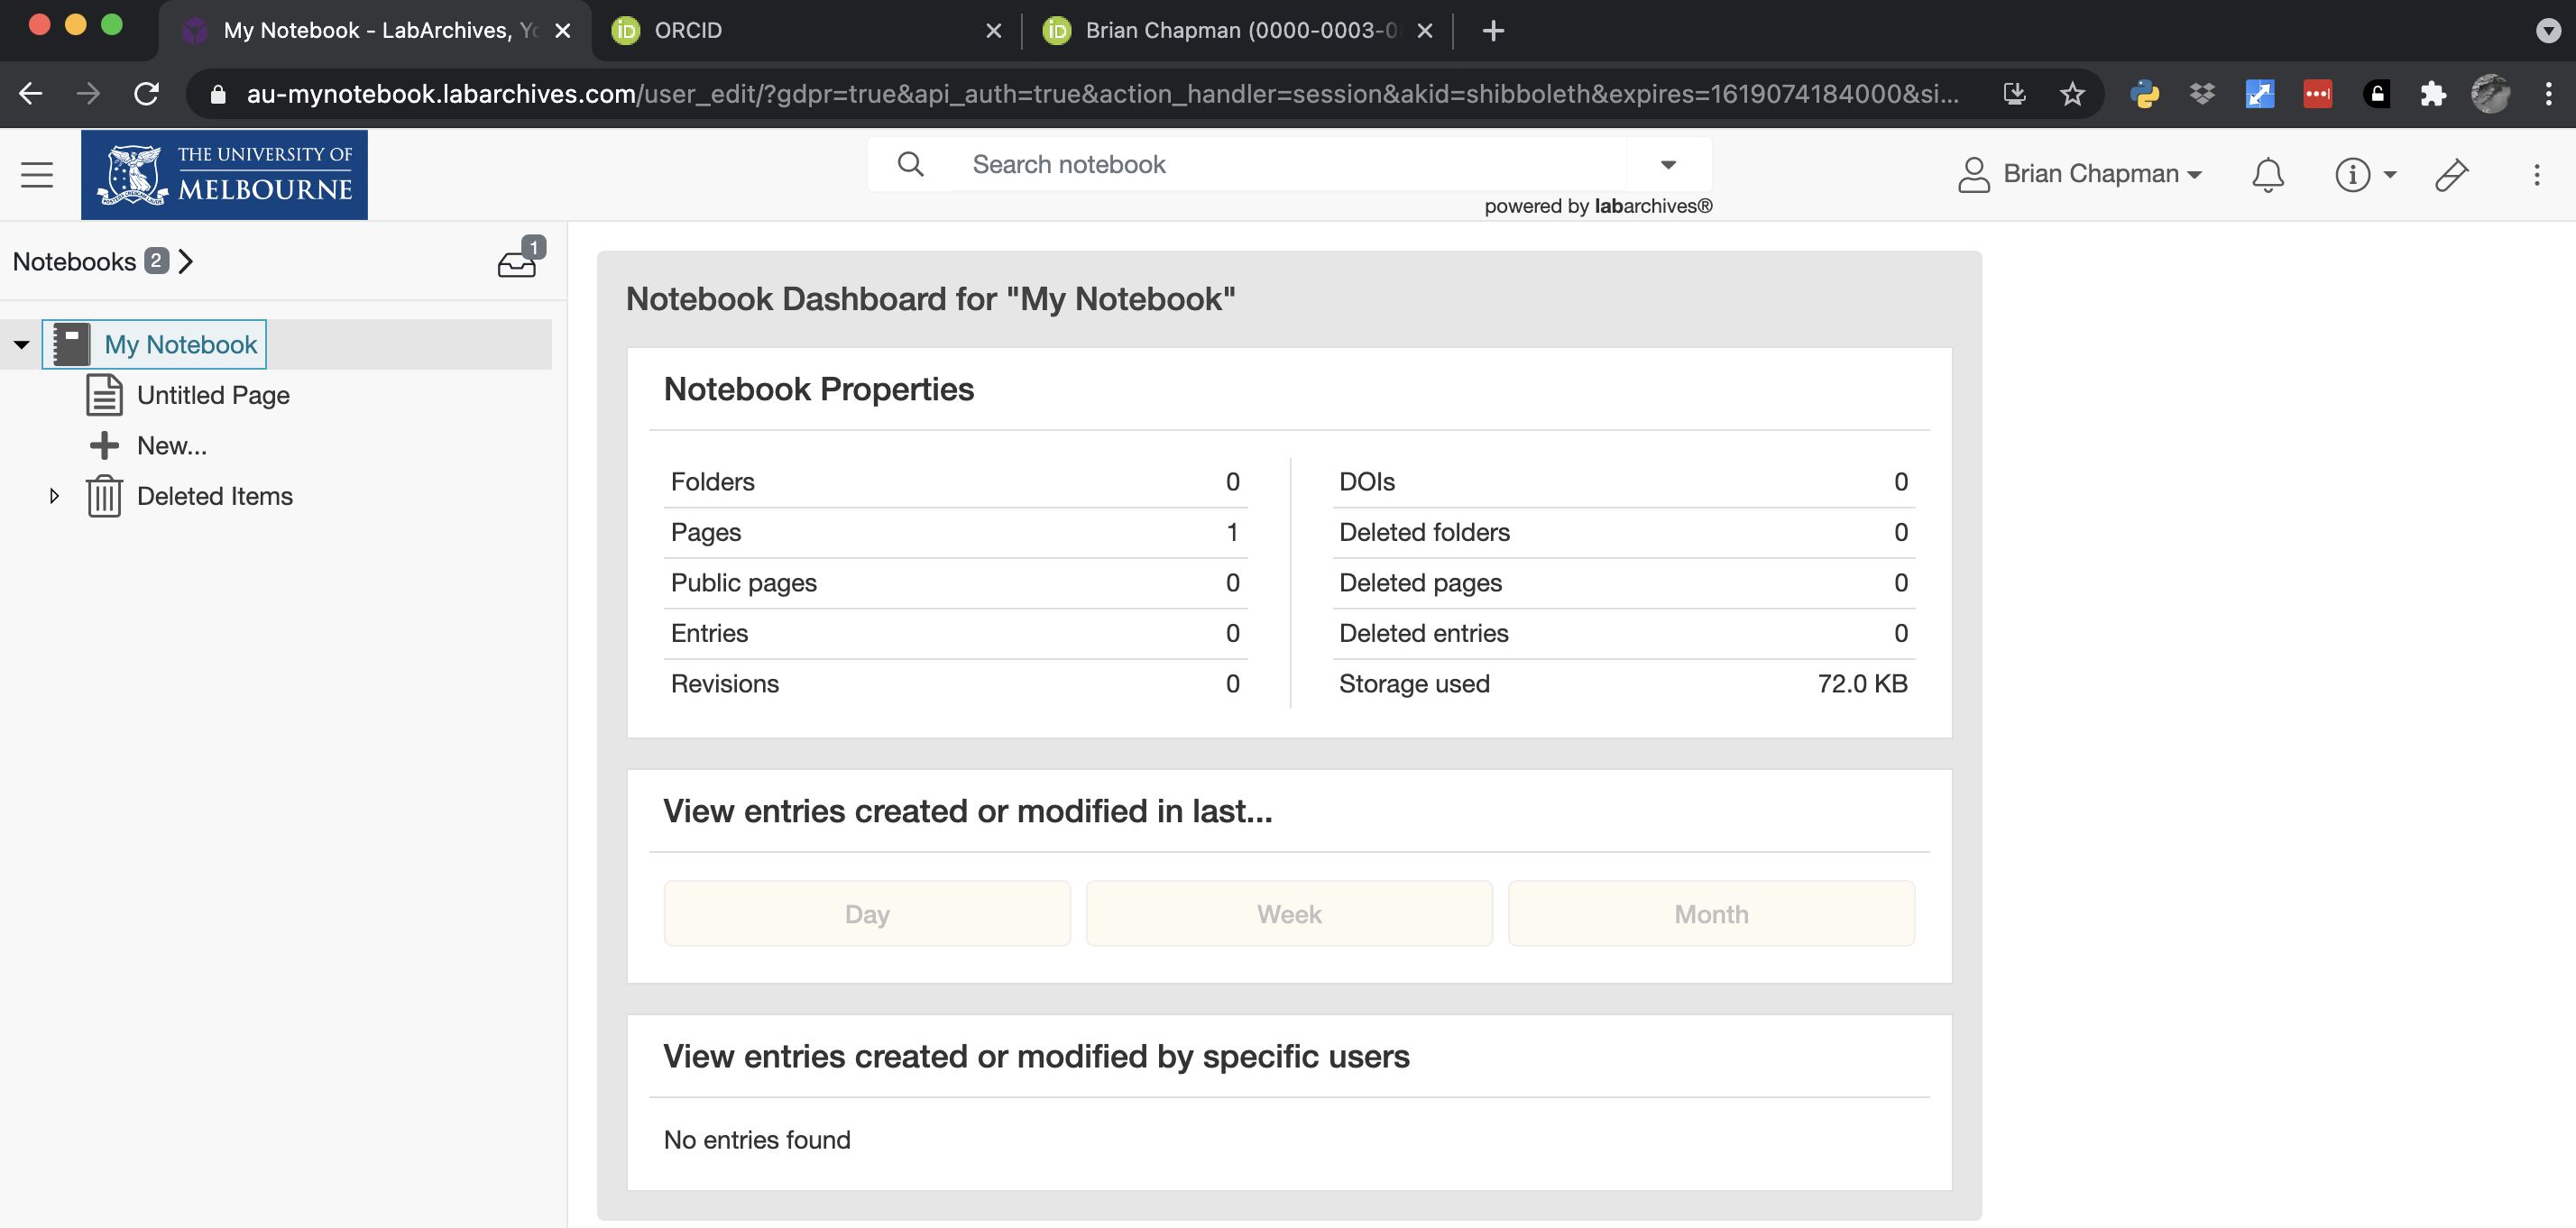 My Notebook - LabArchives, Yo
ORCID
Brian Chapman (0000-0003-0
au-mynotebook.labarchives.com/user_edit/?gdpr=true&api_auth=true&action_handler=session&akid=shibboleth&expires=1619074184000&si...
THE UNIVERSITY OF
MELBOURNE
Search notebook
powered by labarchives®
Brian Chapman
Notebooks 2
1
My Notebook
Untitled Page
New...
Deleted Items
Notebook Dashboard for "My Notebook"
Notebook Properties
Folders 0
Pages 1
Public pages 0
Entries 0
Revisions 0
DOIs 0
Deleted folders 0
Deleted pages 0
Deleted entries 0
Storage used 72.0 KB
View entries created or modified in last...
Day Week Month
View entries created or modified by specific users
No entries found